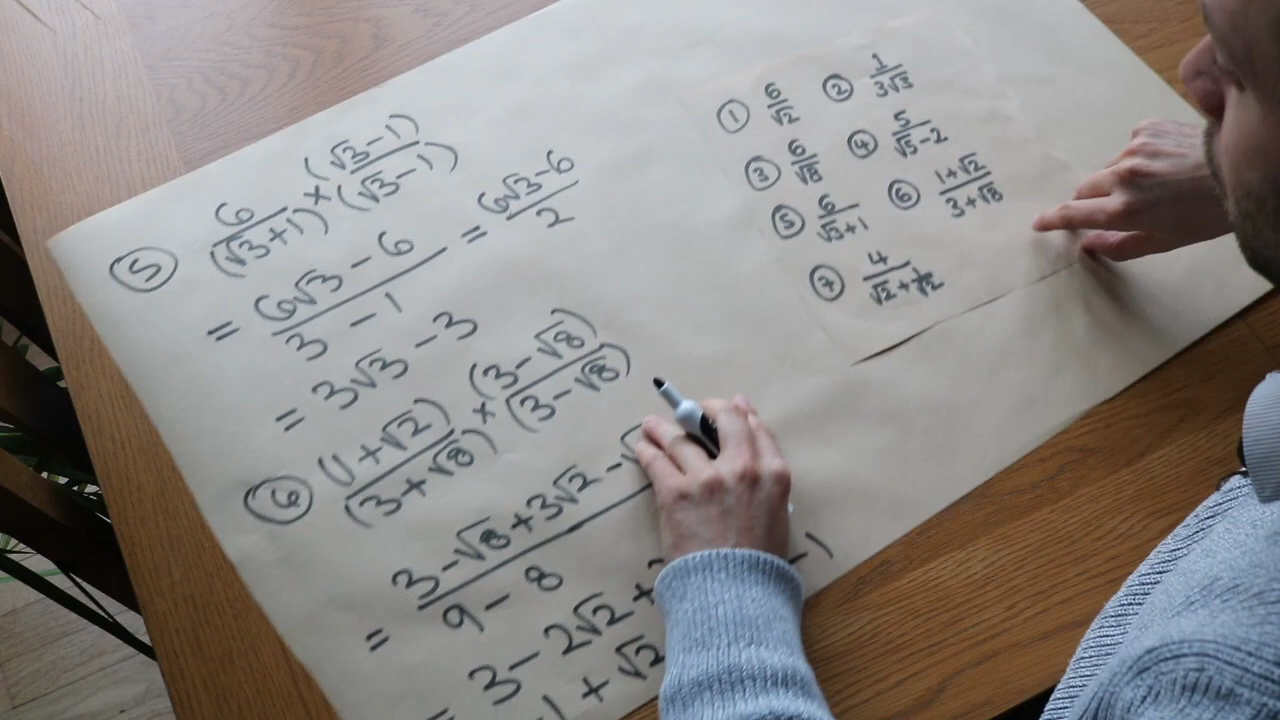 ⑤ 6/(√3+1) × (√3-1)/(√3-1)
= (6√3-6)/(3-1) = (6√3-6)/2
= 3√3-3
⑥ (1+√2)/(3+√8) × (3-√8)/(3-√8)
= (3-√8+3√2-√)/(9-8)
= 3-2√2+
1+√2
① 6/√2 ② 1/(3√5)
③ 6/√8 ④ 5/(√5-2)
⑤ 6/(√3+1) ⑥ (1+√2)/(3+√8)
⑦ 4/(√2+1/√2)